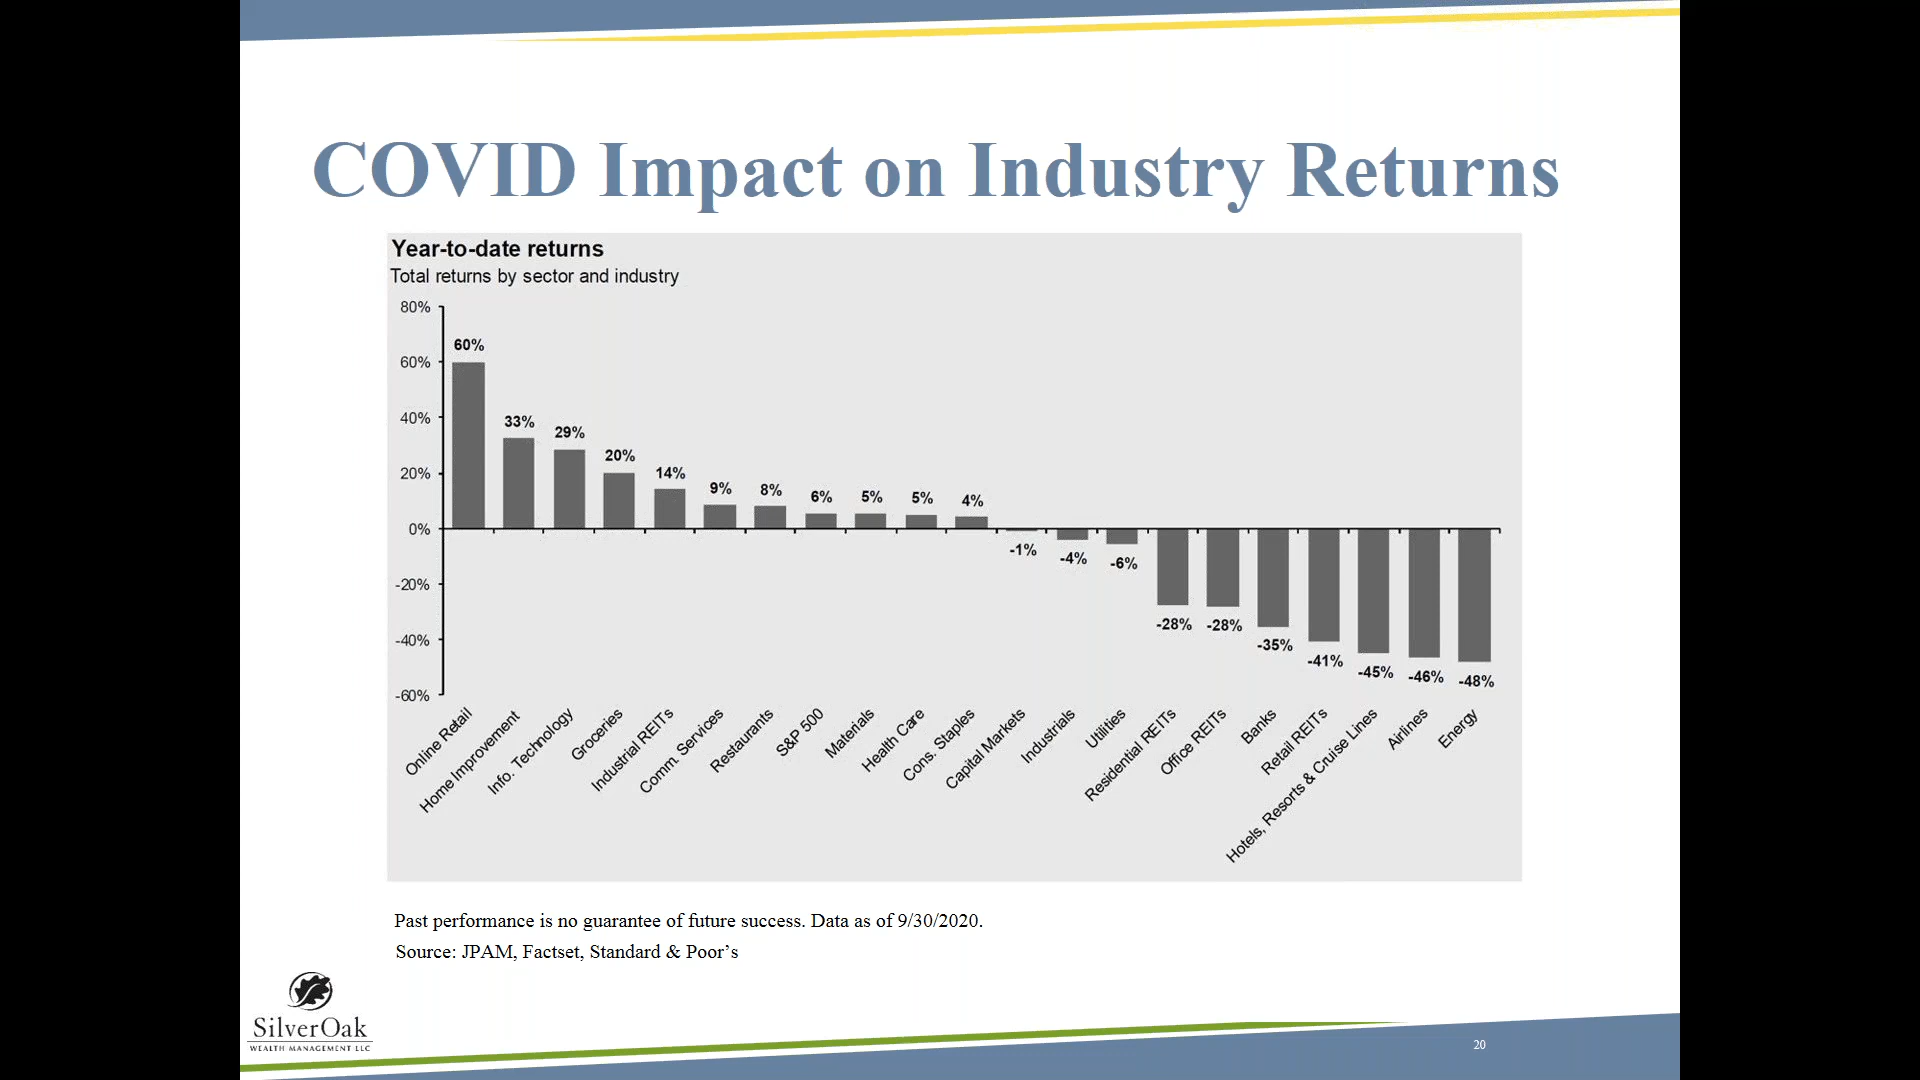 COVID Impact on Industry Returns
Year-to-date returns
Total returns by sector and industry
80%
60%
40%
20%
0%
-20%
-40%
-60%
60%
33%
29%
20%
14%
9%
8%
6%
5%
5%
4%
-1%
-4%
-6%
-28%
-28%
-35%
-41%
-45%
-46%
-48%
Online Retail
Home Improvement
Info. Technology
Groceries
Industrial REITs
Comm. Services
Restaurants
S&P 500
Materials
Health Care
Cons. Staples
Capital Markets
Industrials
Utilities
Residential REITs
Office REITs
Banks
Retail REITs
Hotels, Resorts & Cruise Lines
Airlines
Energy
Past performance is no guarantee of future success. Data as of 9/30/2020.
Source: JPAM, Factset, Standard & Poor’s
SilverOak
WEALTH MANAGEMENT LLC
20